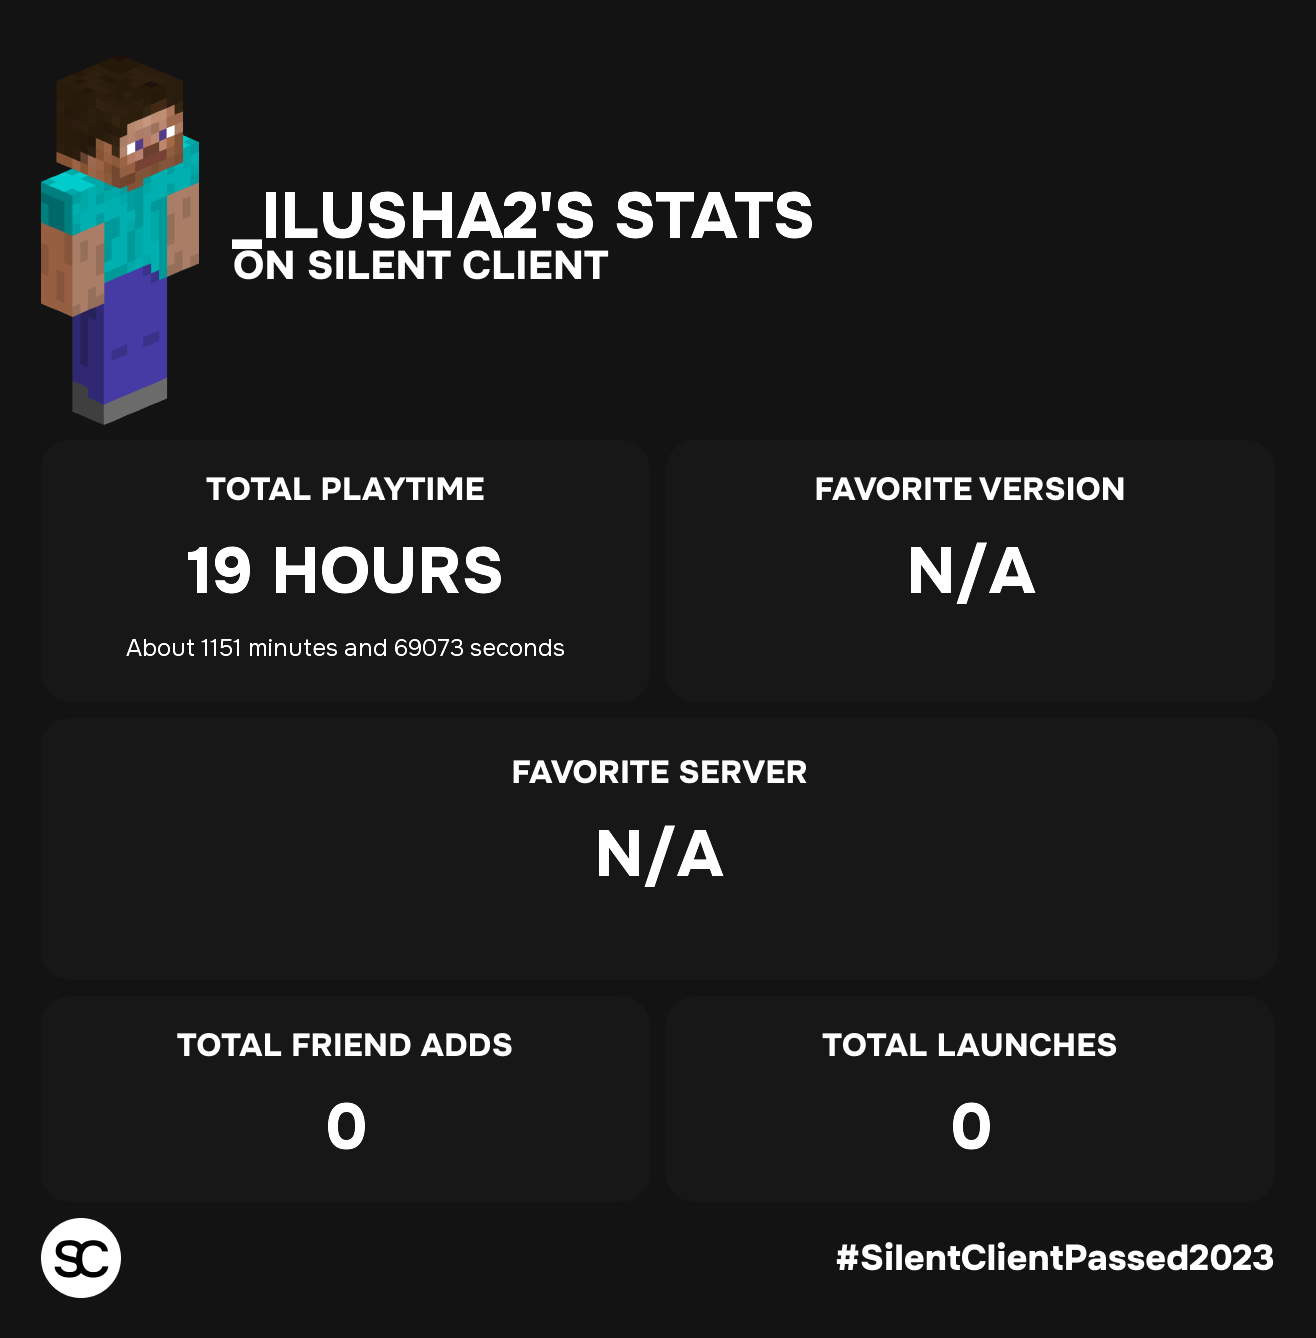 _ILUSHA2'S STATS
ON SILENT CLIENT
TOTAL PLAYTIME
19 HOURS
About 1151 minutes and 69073 seconds
FAVORITE VERSION
N/A
FAVORITE SERVER
N/A
TOTAL FRIEND ADDS
0
TOTAL LAUNCHES
0
SC
#SilentClientPassed2023